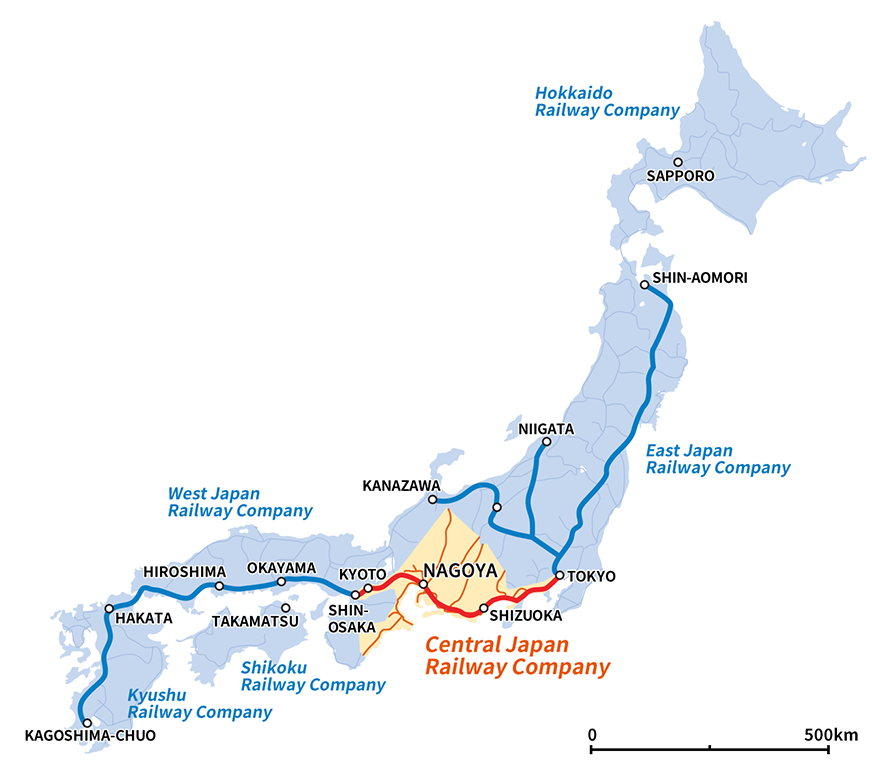 Hokkaido
Railway Company
SAPPORO
SHIN-AOMORI
NIIGATA
East Japan
Railway Company
KANAZAWA
West Japan
Railway Company
NAGOYA
HIROSHIMA
OKAYAMA
KYOTO
TOKYO
HAKATA
TAKAMATSU
SHIN-
OSAKA
SHIZUOKA
Central Japan
Railway Company
Shikoku
Railway Company
Kyushu
Railway Company
KAGOSHIMA-CHUO
0
500km